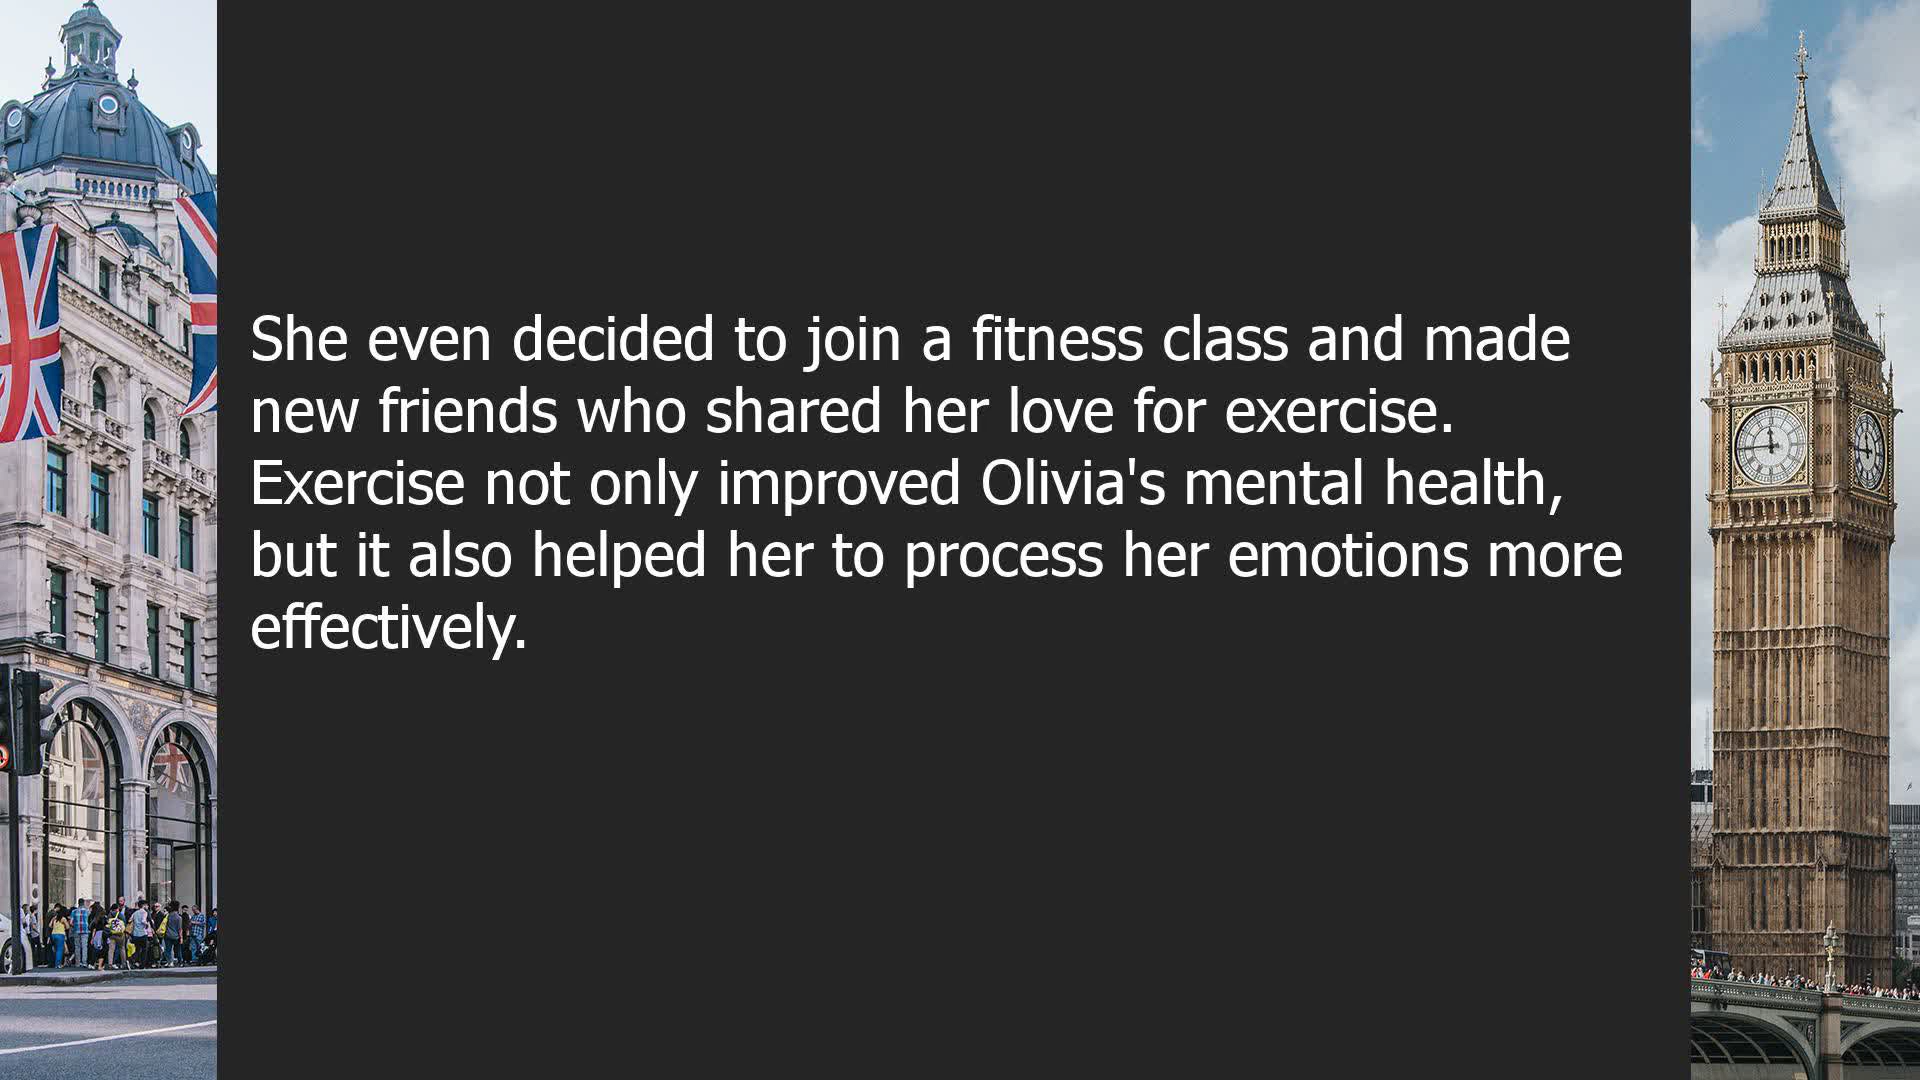 She even decided to join a fitness class and made
new friends who shared her love for exercise.
Exercise not only improved Olivia's mental health,
but it also helped her to process her emotions more
effectively.